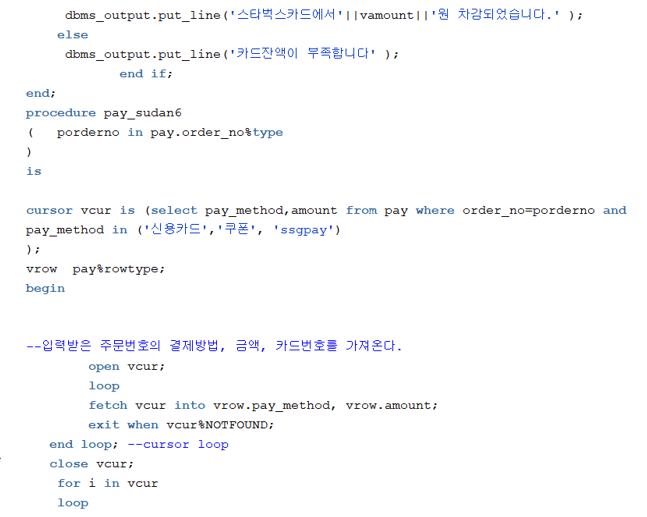 dbms_output.put_line('스타벅스카드에서'||vamount||'원 차감되었습니다.' );
else
dbms_output.put_line('카드잔액이 부족합니다' );
end if;
end;
procedure pay_sudan6
(   porderno in pay.order_no%type
)
is
cursor vcur is (select pay_method,amount from pay where order_no=porderno and
pay_method in ('신용카드','쿠폰', 'ssgpay')
);
vrow  pay%rowtype;
begin
--입력받은 주문번호의 결제방법, 금액, 카드번호를 가져온다.
open vcur;
loop
fetch vcur into vrow.pay_method, vrow.amount;
exit when vcur%NOTFOUND;
end loop; --cursor loop
close vcur;
for i in vcur
loop